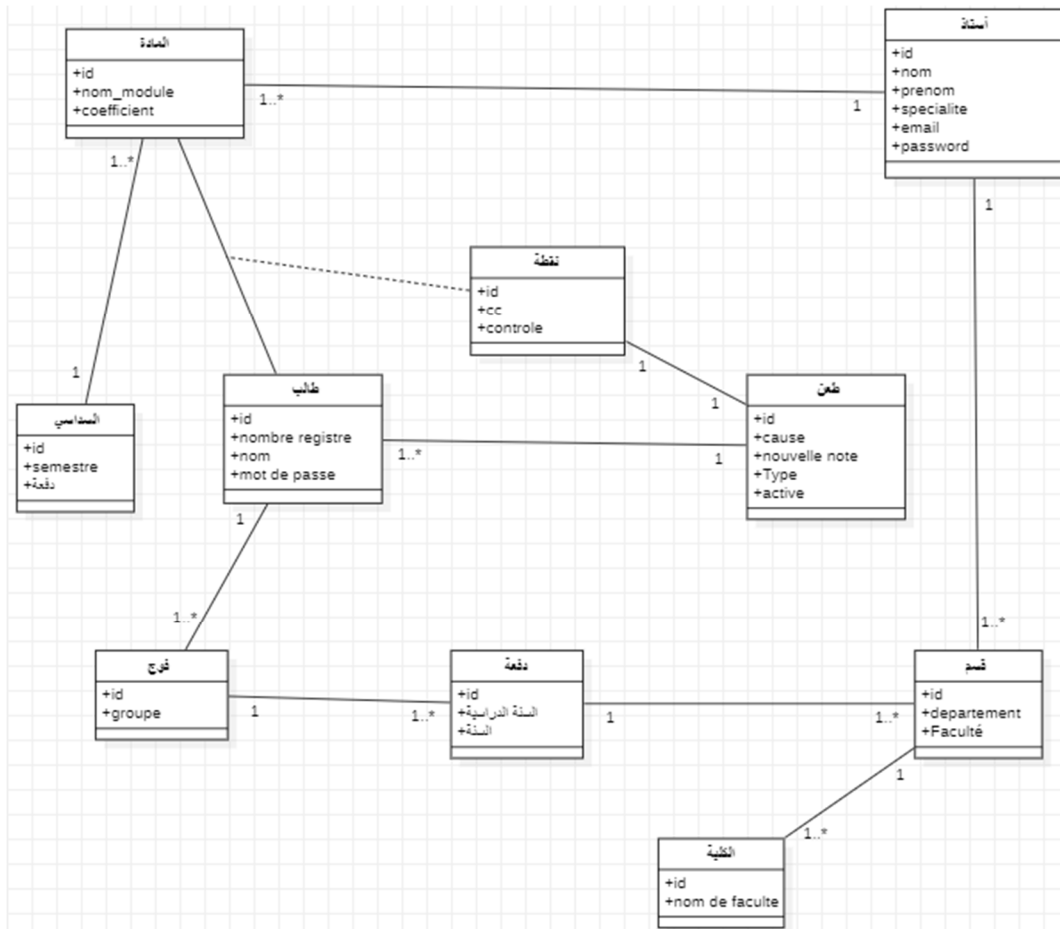 المادة
+id
+nom_module
+coefficient
أستاذ
+id
+nom
+prenom
+specialite
+email
+password
1..*
1
1..*
1
نقطة
+id
+cc
+controle
1
1
1
السداسي
+id
+semestre
+دفعة
طالب
+id
+nombre registre
+nom
+mot de passe
1..*
1
طعن
+id
+cause
+nouvelle note
+Type
+active
1
1..*
1..*
فوج
+id
+groupe
1
1..*
دفعة
+id
+السنة الدراسية
+السنة
1
1..*
قسم
+id
+departement
+Faculté
1
1..*
الكلية
+id
+nom de faculte